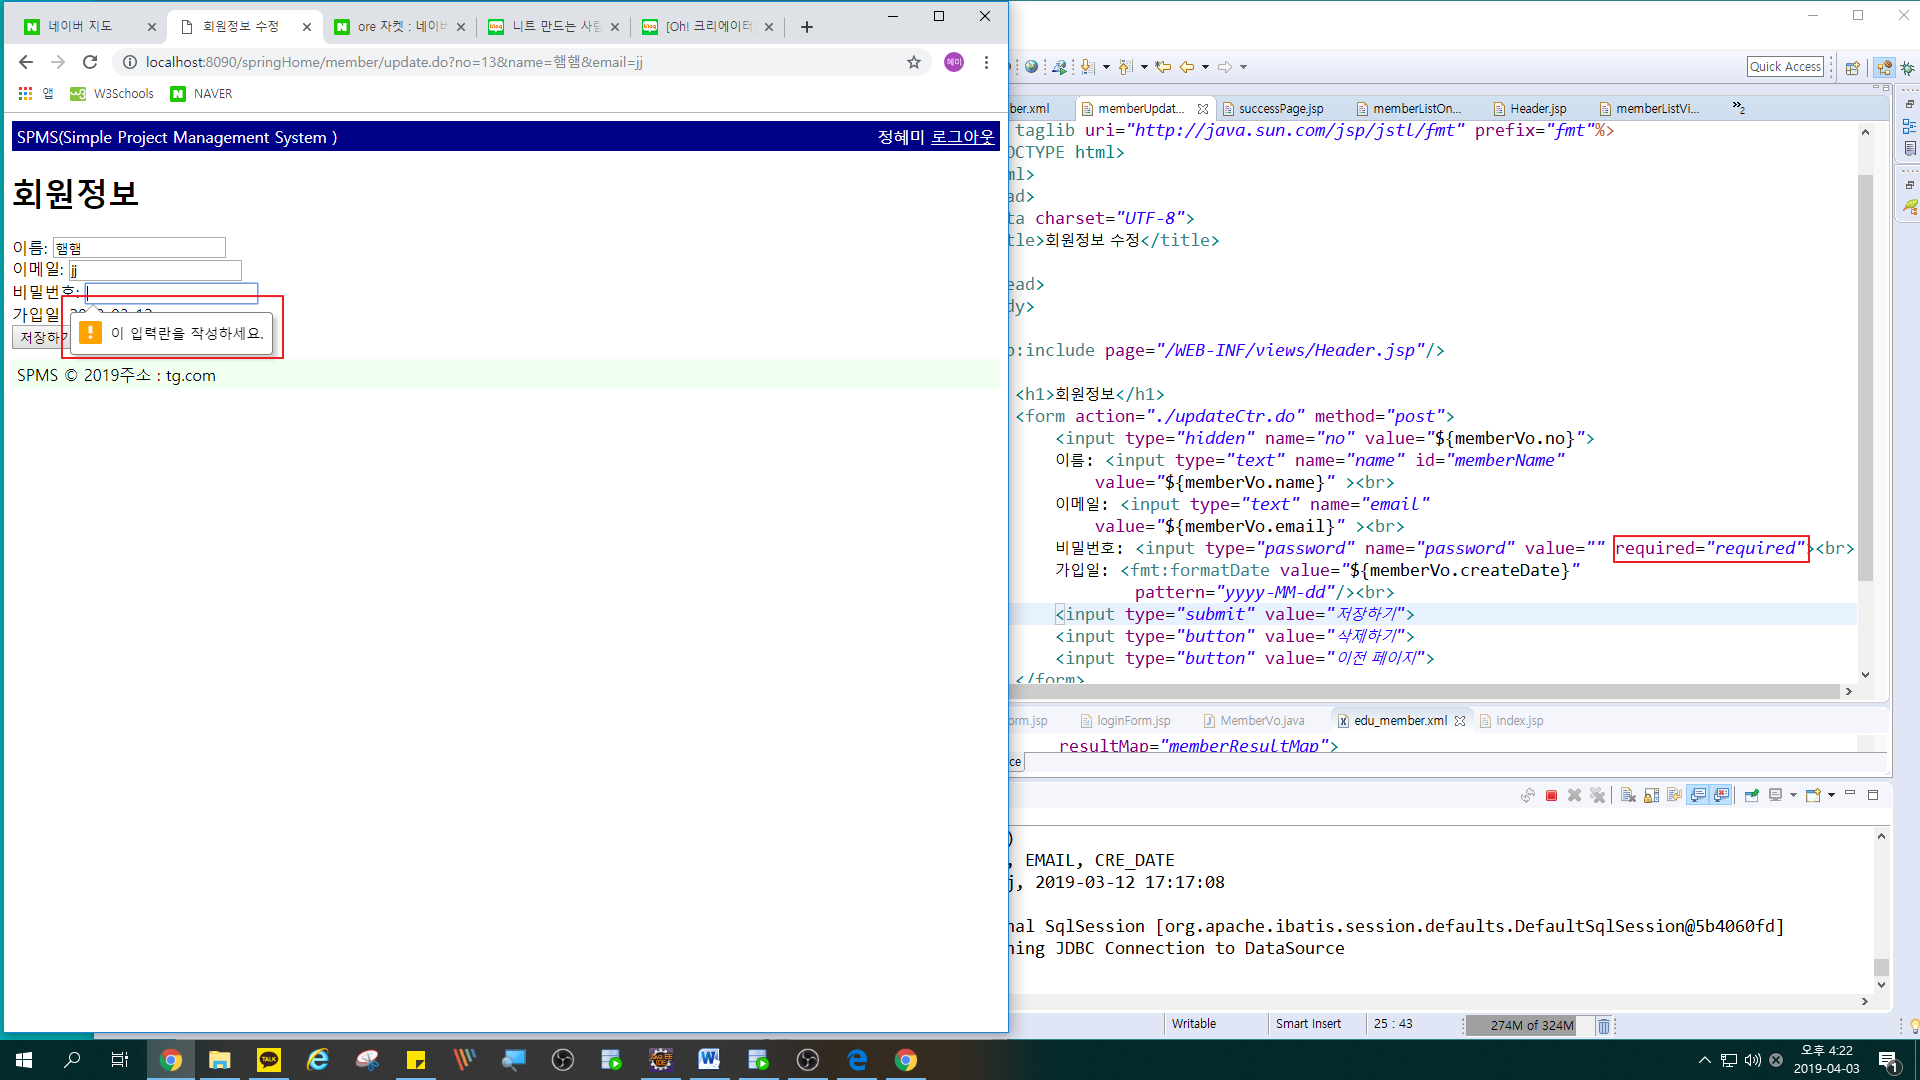 네이버 지도
회원정보 수정
ore 자켓 : 네이버
니트 만드는 사람
[Oh! 크리에이터]
localhost:8090/springHome/member/update.do?no=13&name=햄햄&email=jj
혜미
앱
W3Schools
NAVER
SPMS(Simple Project Management System )
정혜미 로그아웃
회원정보
이름: 햄햄
이메일: jj
비밀번호:
가입일
저장하기
이 입력란을 작성하세요.
SPMS © 2019주소 : tg.com
Quick Access
ber.xml
memberUpdat...
successPage.jsp
memberListOn...
Header.jsp
memberListVi...
»2
taglib uri="http://java.sun.com/jsp/jstl/fmt" prefix="fmt"%>
OCTYPE html>
ml>
ad>
ta charset="UTF-8">
tle>회원정보 수정</title>
ead>
dy>
p:include page="/WEB-INF/views/Header.jsp"/>
<h1>회원정보</h1>
<form action="./updateCtr.do" method="post">
<input type="hidden" name="no" value="${memberVo.no}">
이름: <input type="text" name="name" id="memberName"
value="${memberVo.name}" ><br>
이메일: <input type="text" name="email"
value="${memberVo.email}" ><br>
비밀번호: <input type="password" name="password" value="" required="required"><br>
가입일: <fmt:formatDate value="${memberVo.createDate}"
pattern="yyyy-MM-dd"/><br>
<input type="submit" value="저장하기">
<input type="button" value="삭제하기">
<input type="button" value="이전 페이지">
</form>
orm.jsp
loginForm.jsp
MemberVo.java
edu_member.xml
index.jsp
resultMap="memberResultMap">
ce
)
, EMAIL, CRE_DATE
j, 2019-03-12 17:17:08
nal SqlSession [org.apache.ibatis.session.defaults.DefaultSqlSession@5b4060fd]
ning JDBC Connection to DataSource
Writable
Smart Insert
25 : 43
274M of 324M
TALK
오후 4:22
2019-04-03
1